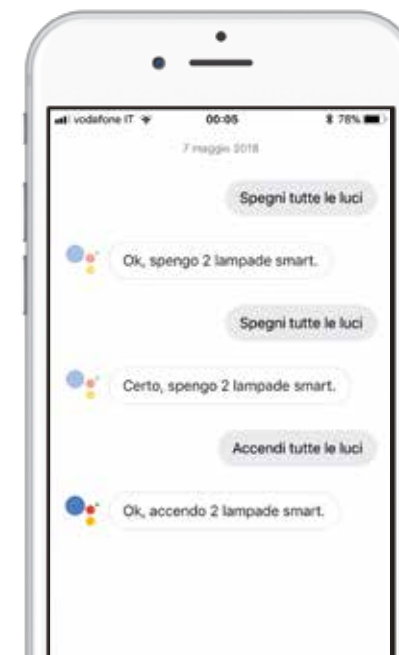 vodafone IT 00:05 78%
7 maggio 2018
Spegni tutte le luci
Ok, spengo 2 lampade smart.
Spegni tutte le luci
Certo, spengo 2 lampade smart.
Accendi tutte le luci
Ok, accendo 2 lampade smart.